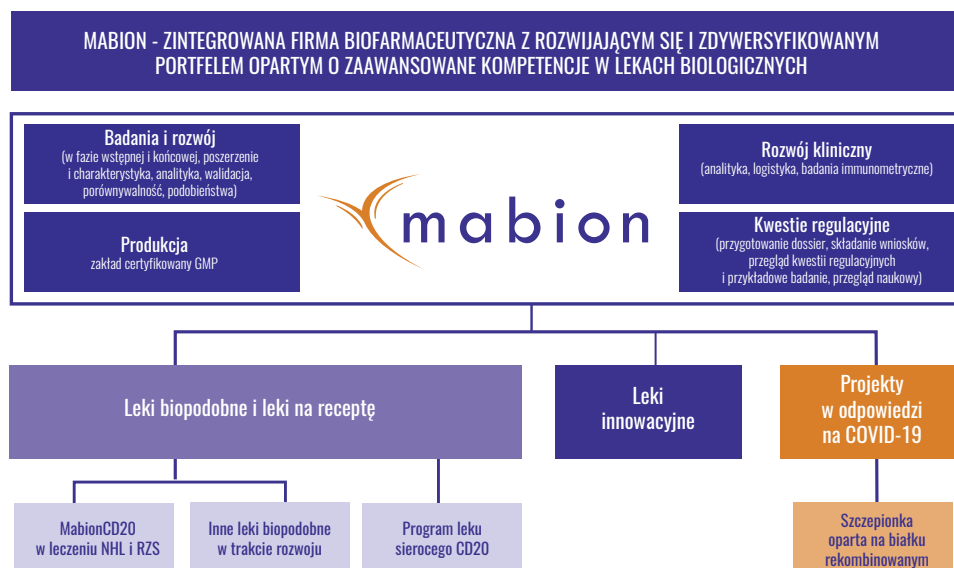 MABION - ZINTEGROWANA FIRMA BIOFARMACEUTYCZNA Z ROZWIJAJĄCYM SIĘ I ZDYWERSYFIKOWANYM
PORTFELEM OPARTYM O ZAAWANSOWANE KOMPETENCJE W LEKACH BIOLOGICZNYCH
Badania i rozwój
(w fazie wstępnej i końcowej, poszerzenie
i charakterystyka, analityka, walidacja,
porównywalność, podobieństwa)
Produkcja
zakład certyfikowany GMP
mabion
Rozwój kliniczny
(analityka, logistyka, badania immunometryczne)
Kwestie regulacyjne
(przygotowanie dossier, składanie wniosków,
przegląd kwestii regulacyjnych
i przykładowe badanie, przegląd naukowy)
Leki biopodobne i leki na receptę
Leki
innowacyjne
Projekty
w odpowiedzi
na COVID-19
MabionCD20
w leczeniu NHL i RZS
Inne leki biopodobne
w trakcie rozwoju
Program leku
sierocego CD20
Szczepionka
oparta na białku
rekombinowanym